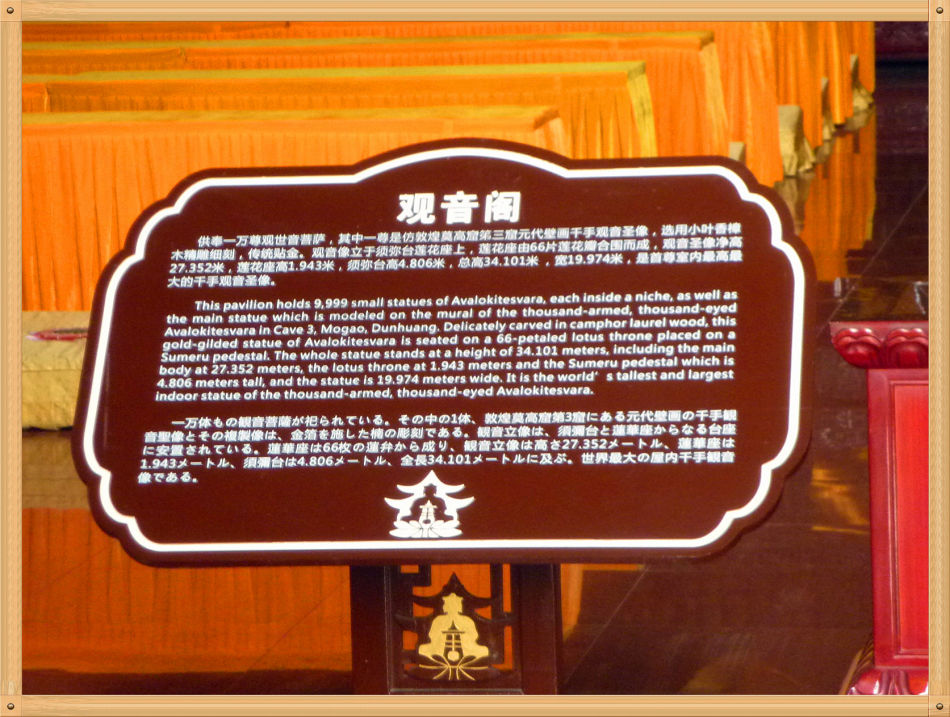 观音阁
供奉一万尊观世音菩萨，其中一尊是仿敦煌莫高窟第三窟元代壁画千手观音圣像，选用小叶香樟
木精雕细刻，传统贴金。观音像立于须弥台莲花座上，莲花座由66片莲花瓣合围而成，观音圣像净高
27.352米，莲花座高1.943米，须弥台高4.806米，总高34.101米，宽19.974米，是首尊室内最高最
大的千手观音圣像。
This pavilion holds 9,999 small statues of Avalokitesvara, each inside a niche, as well as
the main statue which is modeled on the mural of the thousand-armed, thousand-eyed
Avalokitesvara in Cave 3, Mogao, Dunhuang. Delicately carved in camphor laurel wood, this
gold-gilded statue of Avalokitesvara is seated on a 66-petaled lotus throne placed on a
Sumeru pedestal. The whole statue stands at a height of 34.101 meters, including the main
body at 27.352 meters, the lotus throne at 1.943 meters and the Sumeru pedestal which is
4.806 meters tall, and the statue is 19.974 meters wide. It is the world's tallest and largest
indoor statue of the thousand-armed, thousand-eyed Avalokitesvara.
一万体もの観音菩薩が祀られている。その中の1体、敦煌莫高窟第3窟にある元代壁画の千手観
音聖像とその複製像は、金箔を施した楠の彫刻である。観音立像は、須彌台と蓮華座からなる台座
に安置されている。蓮華座は66枚の蓮弁から成り、観音立像は高さ27.352メートル、蓮華座は
1.943メートル、須彌台は4.806メートル、全長34.101メートルに及ぶ。世界最大の屋内千手観音
像である。